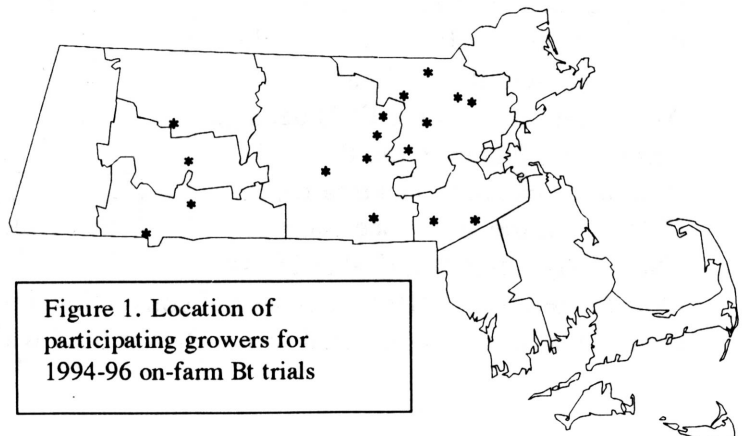 Figure 1. Location of
participating growers for
1994-96 on-farm Bt trials